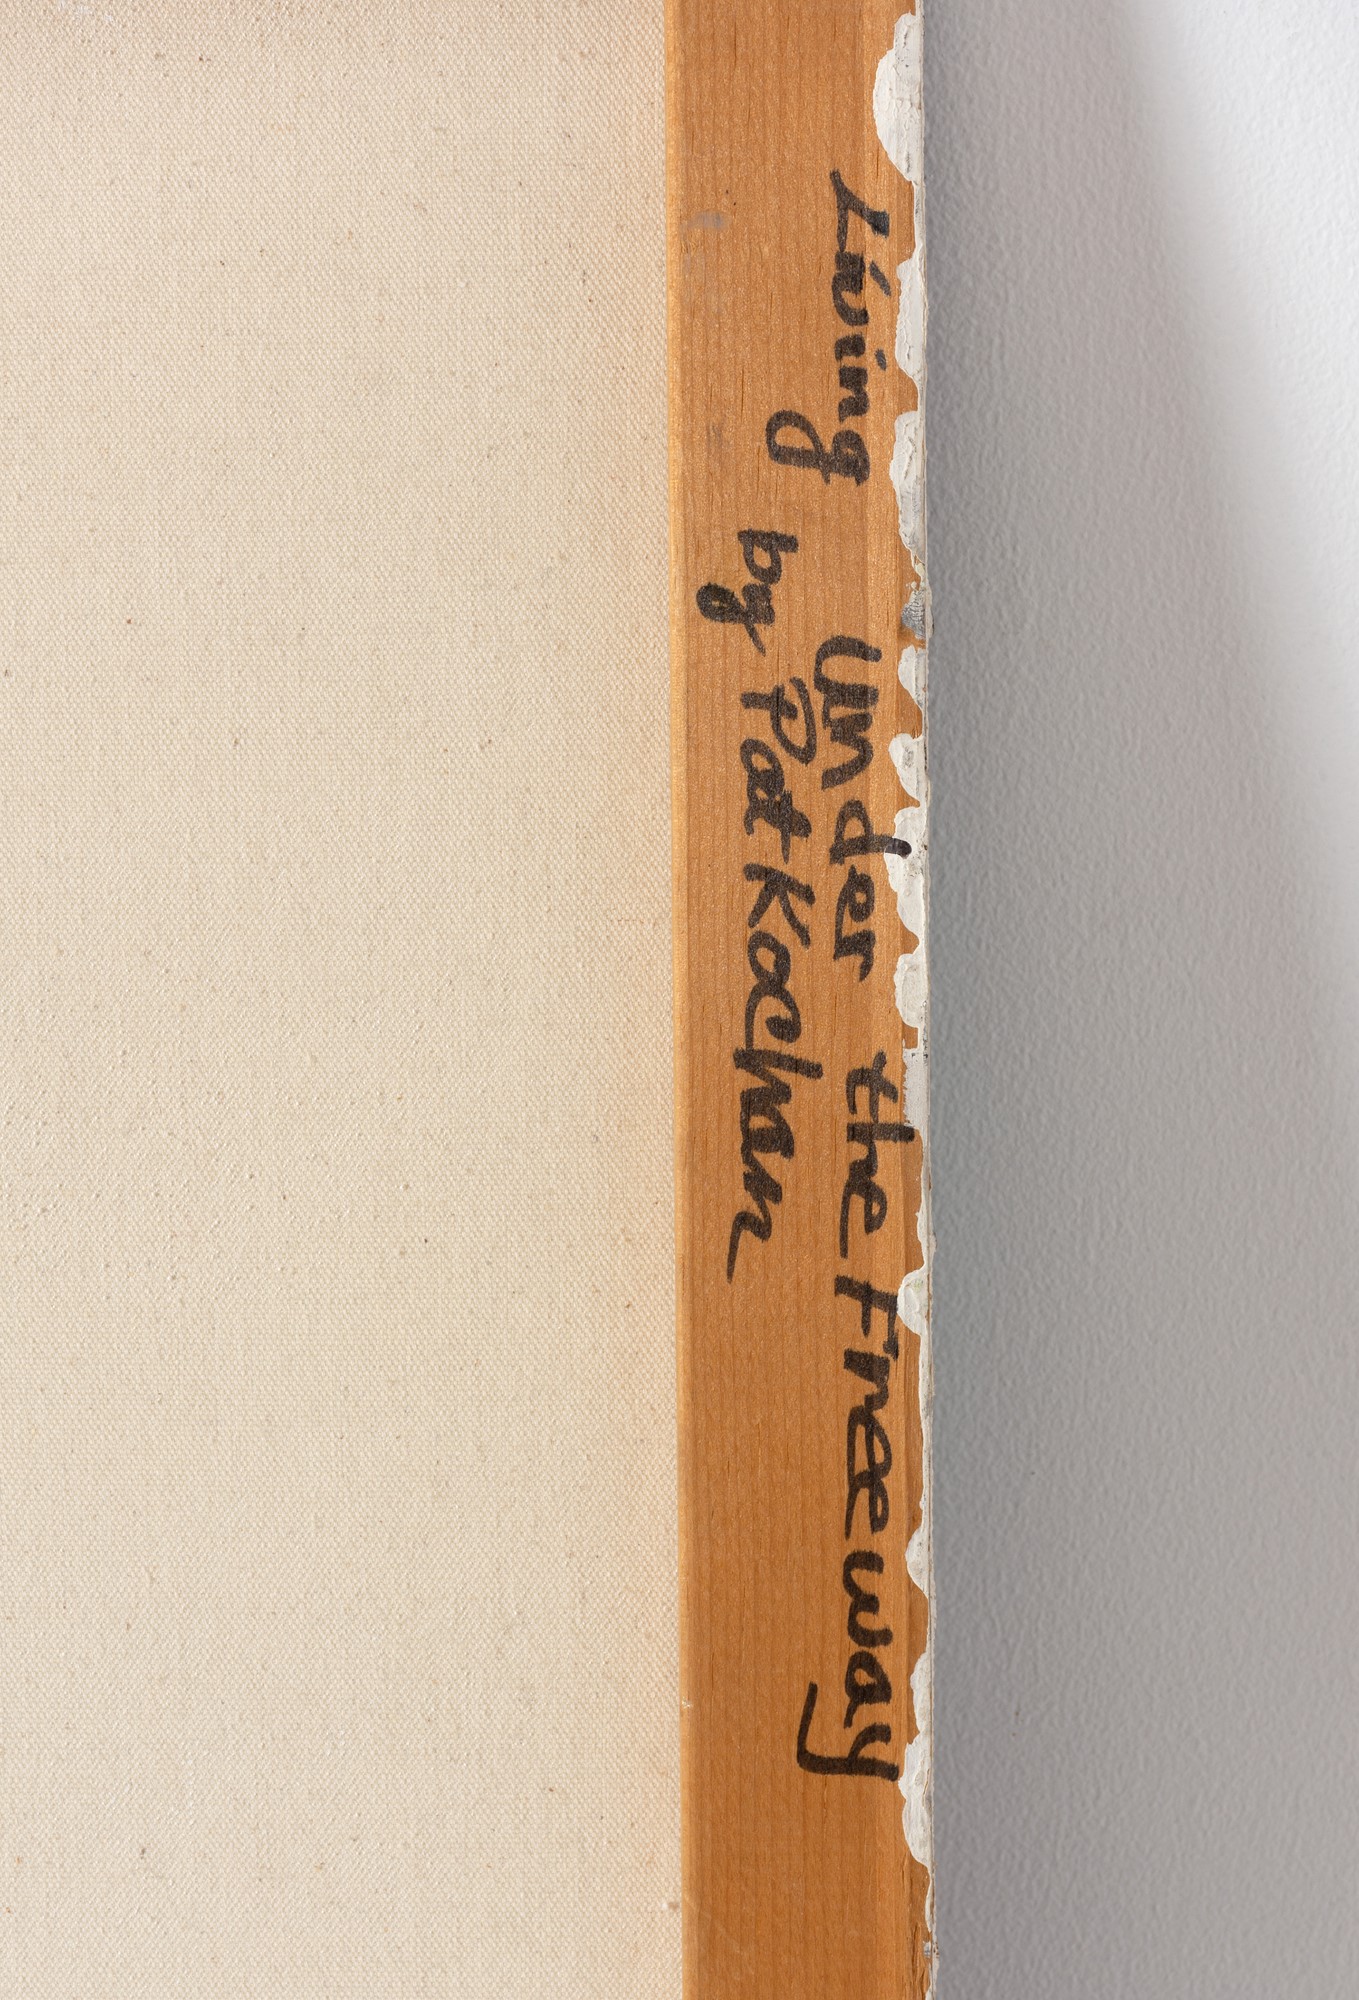 Living Under the Freeway
by Pat Kochan